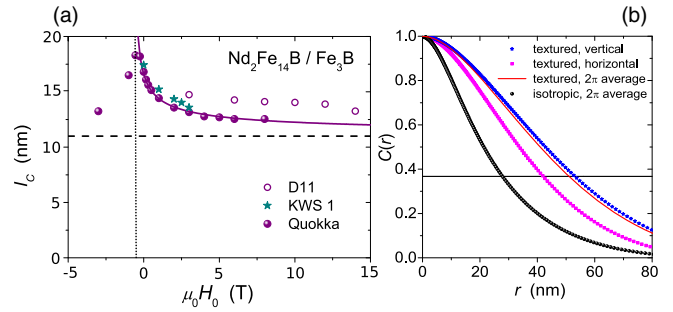 (a)
20
15
10
5
0
-5
0
5
10
15
l_C (nm)
μ₀H₀ (T)
Nd₂Fe₁₄B / Fe₃B
D11
KWS 1
Quokka
(b)
1.0
0.8
0.6
0.4
0.2
0.0
0
20
40
60
80
C(r)
r (nm)
textured, vertical
textured, horizontal
textured, 2π average
isotropic, 2π average